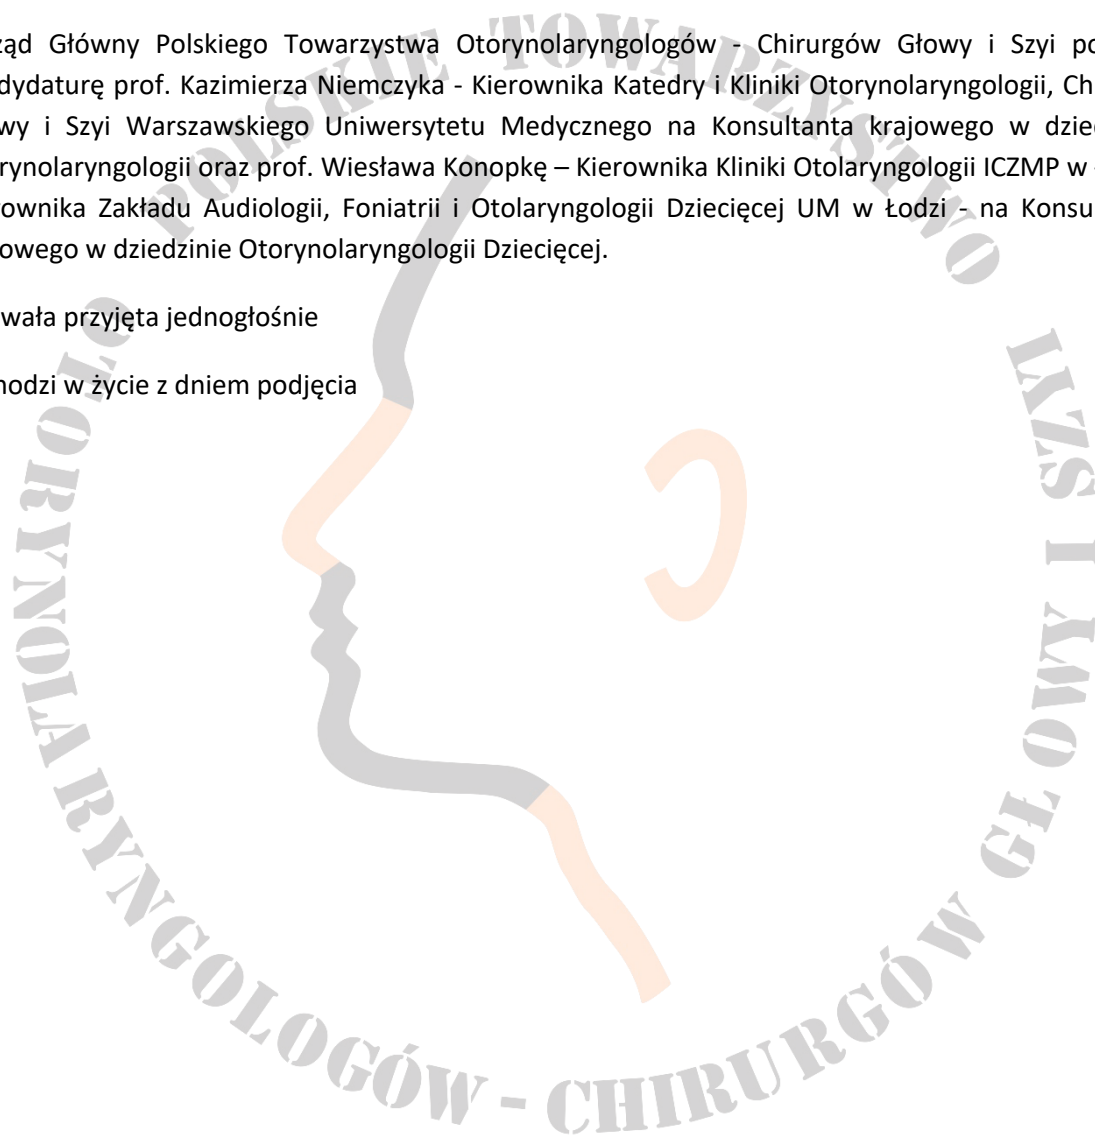 ząd Główny Polskiego Towarzystwa Otorynolaryngologów - Chirurgów Głowy i Szyi po
dydaturę prof. Kazimierza Niemczyka - Kierownika Katedry i Kliniki Otorynolaryngologii, Ch
wy i Szyi Warszawskiego Uniwersytetu Medycznego na Konsultanta krajowego w dzie
rynolaryngologii oraz prof. Wiesława Konopkę – Kierownika Kliniki Otolaryngologii ICZMP w
rownika Zakładu Audiologii, Foniatrii i Otolaryngologii Dziecięcej UM w Łodzi - na Konsu
owego w dziedzinie Otorynolaryngologii Dziecięcej.
wała przyjęta jednogłośnie
hodzi w życie z dniem podjęcia
POLSKIE TOWARZYSTWO
OTORYNOLARYNGOLOGÓW - CHIRURGÓW GŁOWY I SZYI